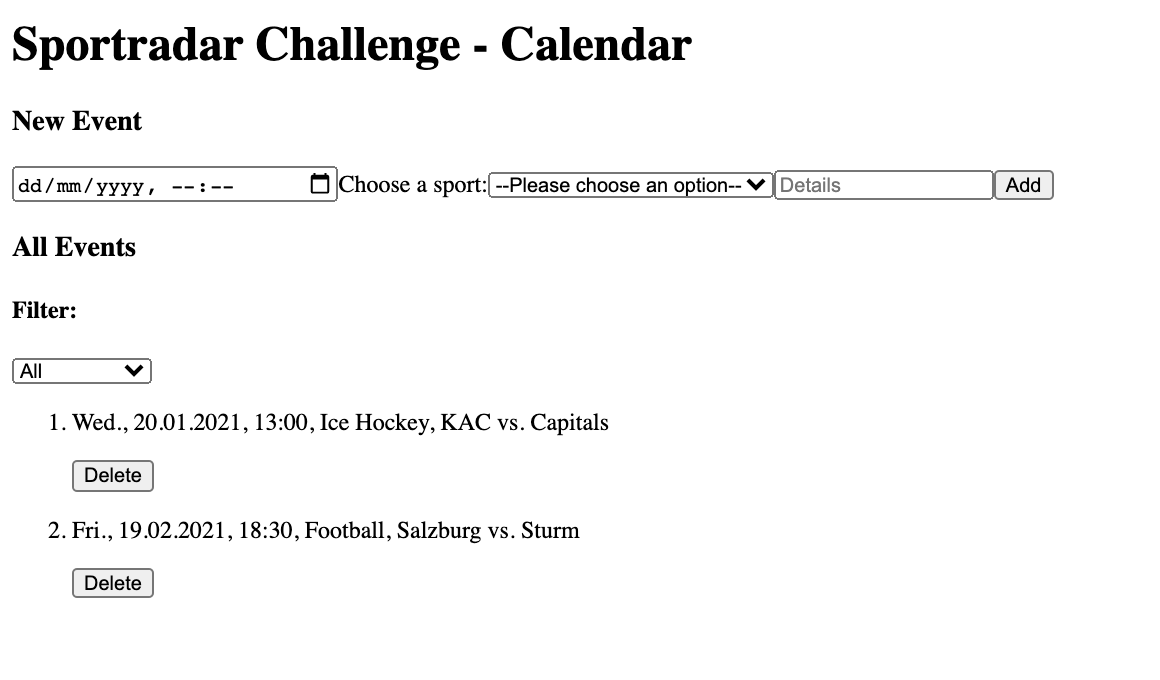 Sportradar Challenge - Calendar
New Event
dd/mm/yyyy, --:-- Choose a sport: --Please choose an option-- Details Add
All Events
Filter:
All
1. Wed., 20.01.2021, 13:00, Ice Hockey, KAC vs. Capitals
Delete
2. Fri., 19.02.2021, 18:30, Football, Salzburg vs. Sturm
Delete